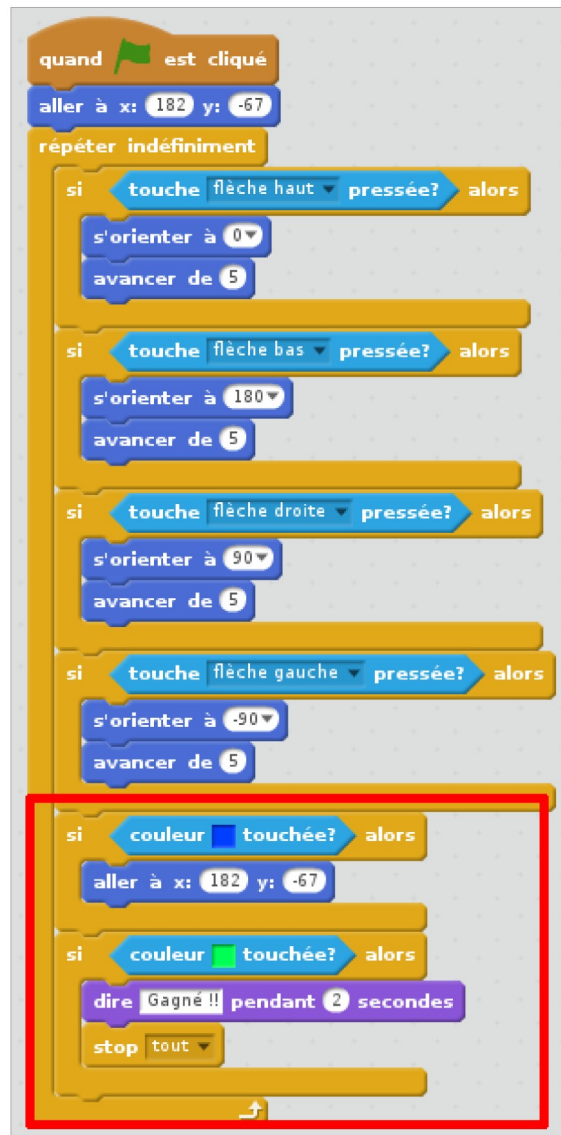 quand est cliqué
aller à x: 182 y: -67
répéter indéfiniment
si touche flèche haut pressée? alors
s'orienter à 0
avancer de 5
si touche flèche bas pressée? alors
s'orienter à 180
avancer de 5
si touche flèche droite pressée? alors
s'orienter à 90
avancer de 5
si touche flèche gauche pressée? alors
s'orienter à -90
avancer de 5
si couleur touchée? alors
aller à x: 182 y: -67
si couleur touchée? alors
dire Gagné !! pendant 2 secondes
stop tout